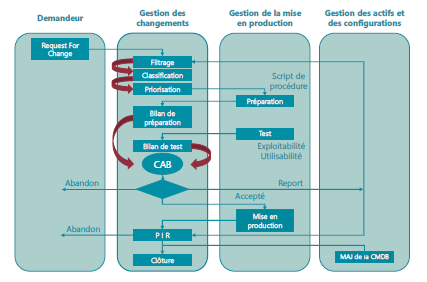 Demandeur
Gestion des
changements
Gestion de la mise
en production
Gestion des actifs et
des configurations
Request For
Change
Filtrage
Classification
Priorisation
Script de
procédure
Préparation
Bilan de
préparation
Test
Bilan de test
Exploitabilité
Utilisabilité
CAB
Abandon
Report
Accepté
Mise en
production
Abandon
P I R
Clôture
MAJ de la CMDB